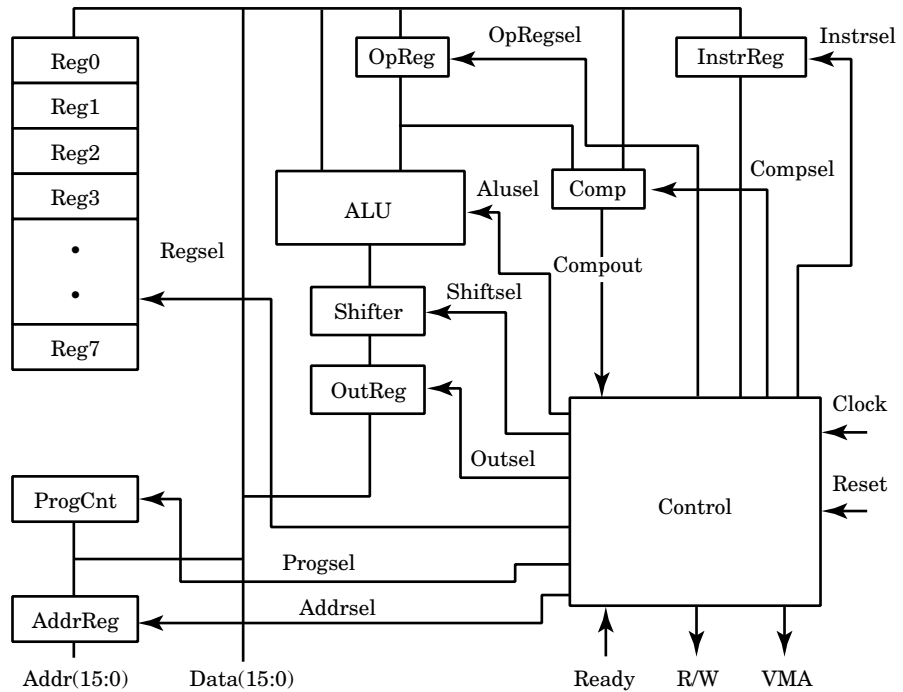 OpRegsel
Instrsel
Reg0
OpReg
InstrReg
Reg1
Reg2
Reg3
Alusel
Comp
Compsel
ALU
Regsel
Compout
Shiftsel
Shifter
Reg7
OutReg
Clock
Outsel
Reset
ProgCnt
Control
Progsel
AddrReg
Addrsel
Addr(15:0)
Data(15:0)
Ready
R/W
VMA